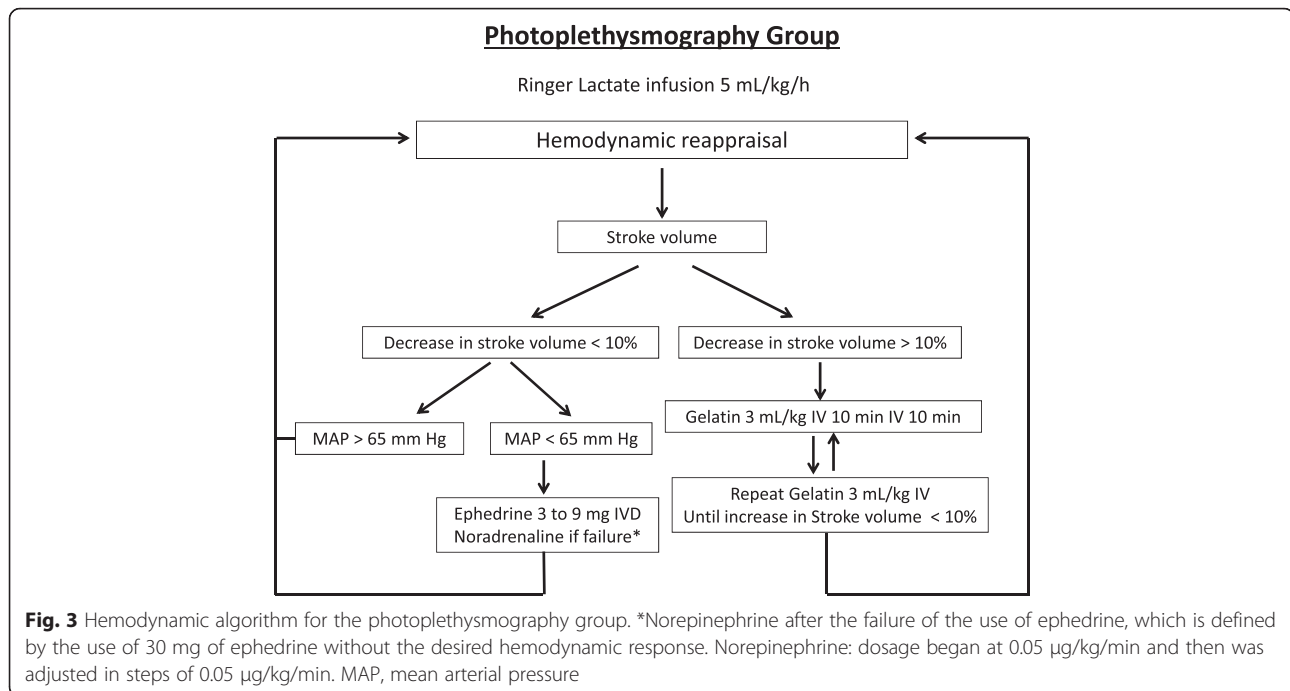 Photoplethysmography Group
Ringer Lactate infusion 5 mL/kg/h
Hemodynamic reappraisal
Stroke volume
Decrease in stroke volume < 10%
Decrease in stroke volume > 10%
MAP > 65 mm Hg
MAP < 65 mm Hg
Gelatin 3 mL/kg IV 10 min IV 10 min
Ephedrine 3 to 9 mg IVD
Noradrenaline if failure*
Repeat Gelatin 3 mL/kg IV
Until increase in Stroke volume < 10%
Fig. 3 Hemodynamic algorithm for the photoplethysmography group. *Norepinephrine after the failure of the use of ephedrine, which is defined
by the use of 30 mg of ephedrine without the desired hemodynamic response. Norepinephrine: dosage began at 0.05 μg/kg/min and then was
adjusted in steps of 0.05 μg/kg/min. MAP, mean arterial pressure